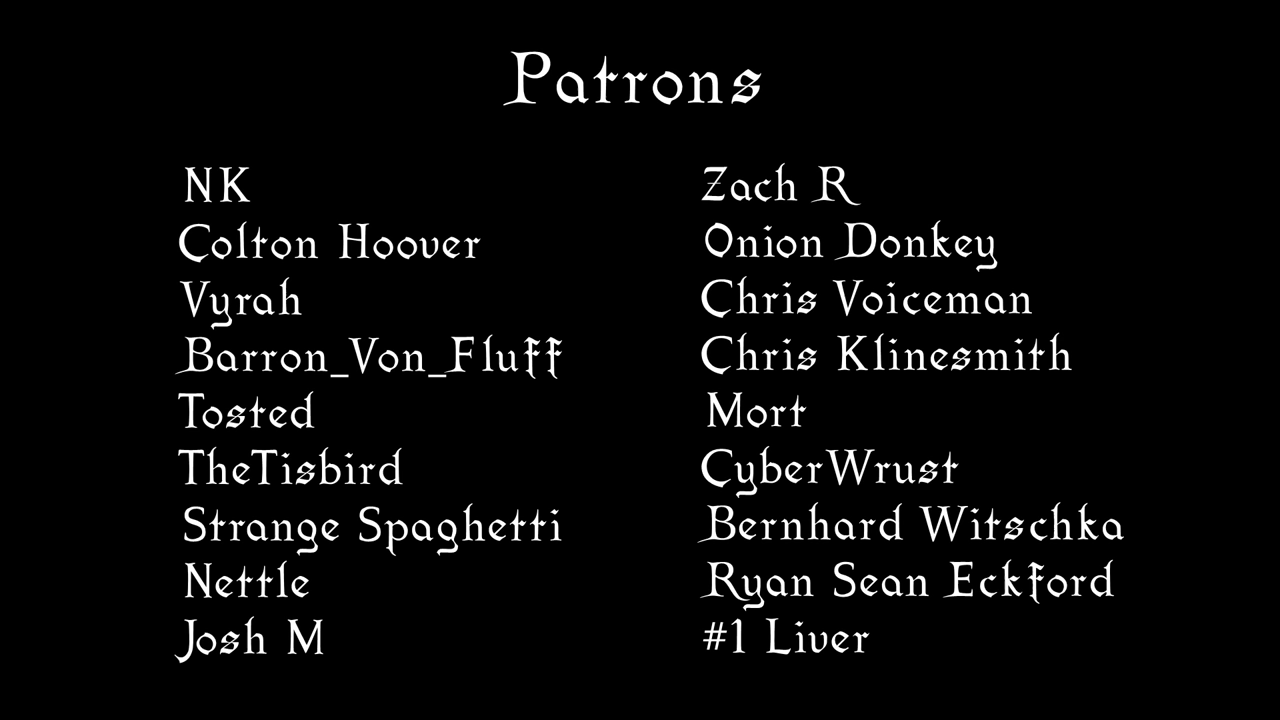 Patrons
NK
Colton Hoover
Vyrah
Barron_Von_Fluff
Tosted
TheTisbird
Strange Spaghetti
Nettle
Josh M
Zach R
Onion Donkey
Chris Voiceman
Chris Klinesmith
Mort
CyberWrust
Bernhard Witschka
Ryan Sean Eckford
#1 Liver